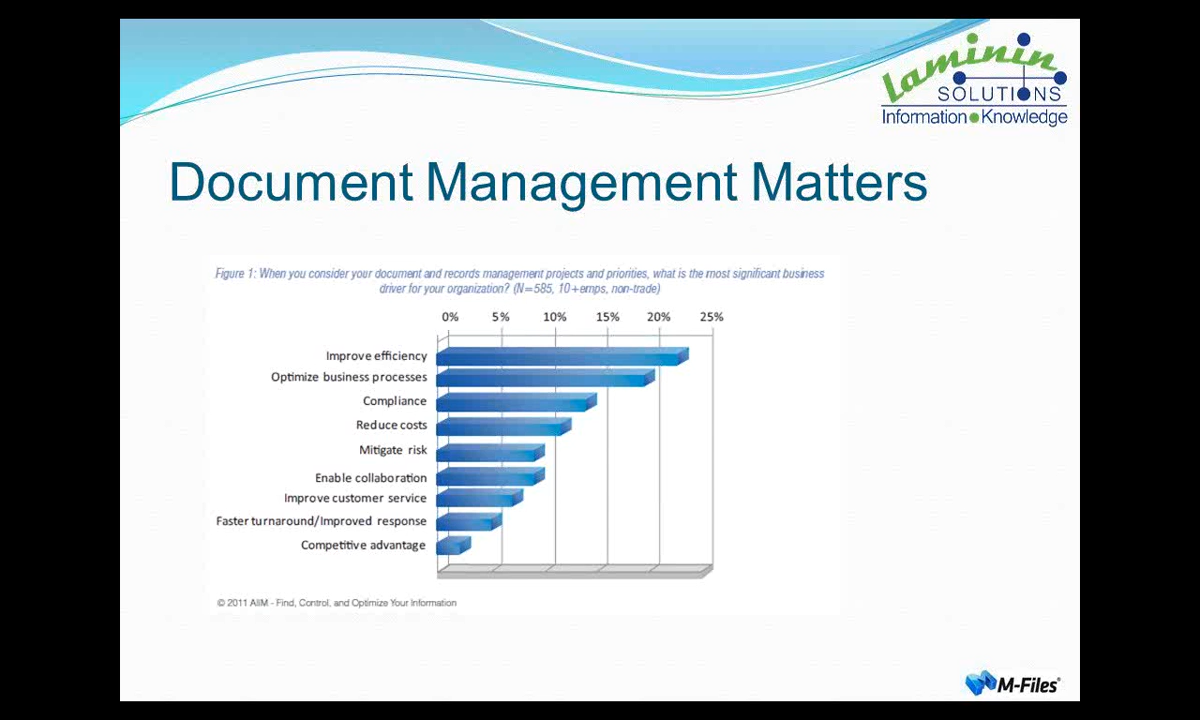 Laminin
SOLUTIONS
Information Knowledge
Document Management Matters
Figure 1: When you consider your document and records management projects and priorities, what is the most significant business
driver for your organization? (N=585, 10+emps, non-trade)
0% 5% 10% 15% 20% 25%
Improve efficiency
Optimize business processes
Compliance
Reduce costs
Mitigate risk
Enable collaboration
Improve customer service
Faster turnaround/Improved response
Competitive advantage
© 2011 AIIM - Find, Control, and Optimize Your Information
M-Files®